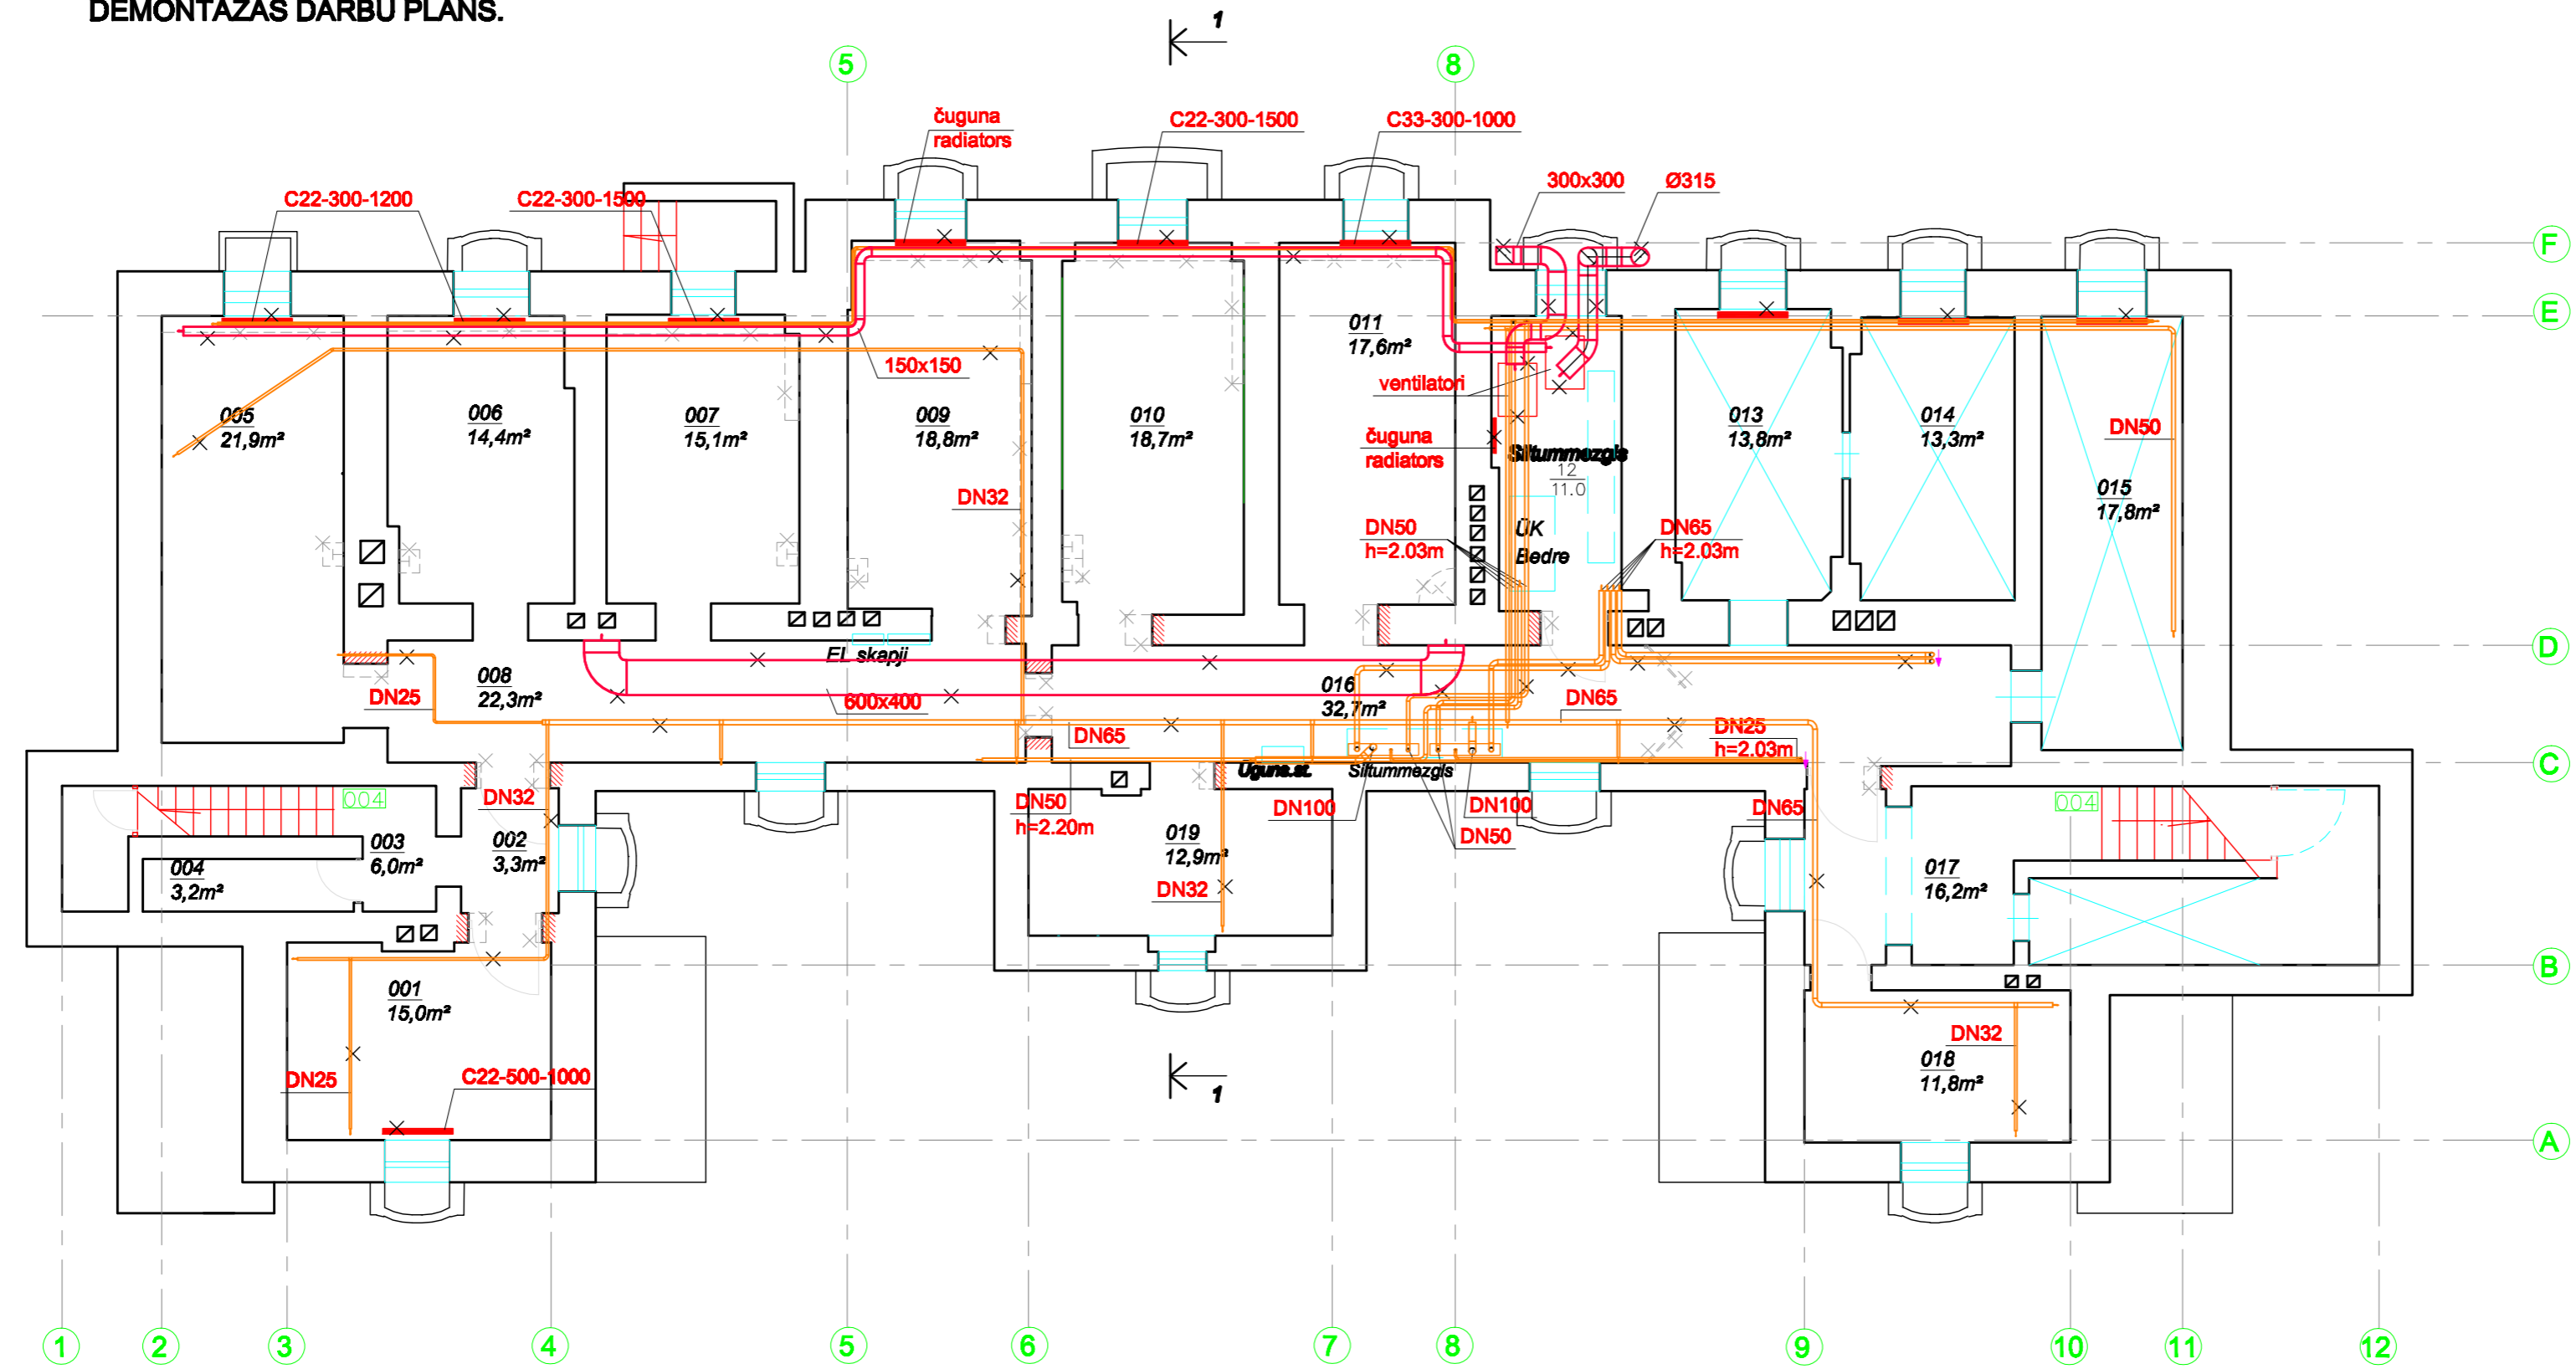 DEMONTĀŽAS DARBU PLĀNS.
1
5
8
čuguna
radiators
C22-300-1500
C33-300-1000
300x300
Ø315
C22-300-1200
C22-300-1500
F
E
011
17,6m²
150x150
ventilatori
005
21,9m²
006
14,4m²
007
15,1m²
009
18,8m²
010
18,7m²
013
13,8m²
014
13,3m²
DN50
čuguna
radiators
Siltummezgls
12
11.0
015
17,8m²
DN32
DN50
h=2.03m
ŪK
Bedre
DN65
h=2.03m
D
EL skapji
008
22,3m²
016
32,7m²
DN25
600x400
DN65
DN65
DN25
h=2.03m
C
Uguns.st.
Siltummezgls
004
DN32
DN50
h=2.20m
DN100
DN100
DN65
004
003
6,0m²
002
3,3m²
019
12,9m²
DN50
004
3,2m²
017
16,2m²
DN32
B
001
15,0m²
DN32
018
11,8m²
DN25
C22-500-1000
1
A
1
2
3
4
5
6
7
8
9
10
11
12